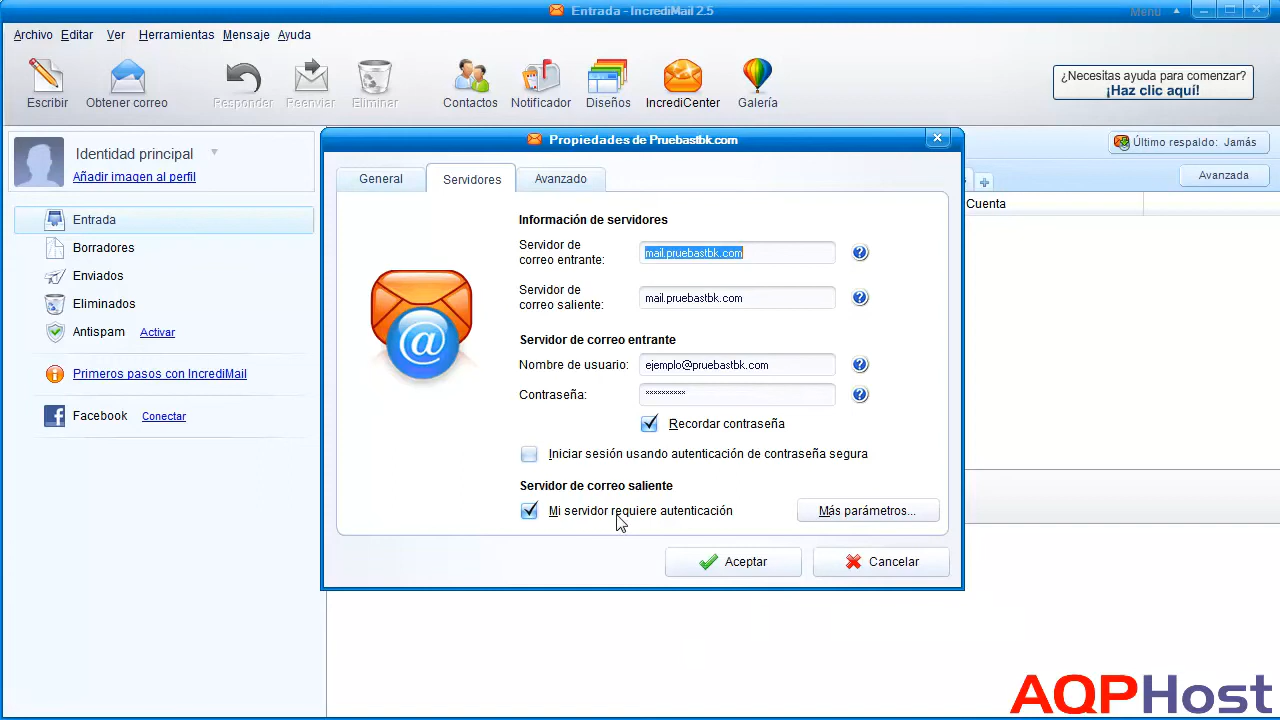 Entrada - IncrediMail 2.5
Menú
Archivo Editar Ver Herramientas Mensaje Ayuda
Escribir Obtener correo Responder Reenviar Eliminar Contactos Notificador Diseños IncrediCenter Galería
¿Necesitas ayuda para comenzar?
¡Haz clic aquí!
Identidad principal
Añadir imagen al perfil
Último respaldo: Jamás
Avanzada
Cuenta
Entrada
Borradores
Enviados
Eliminados
Antispam Activar
Primeros pasos con IncrediMail
Facebook Conectar
Propiedades de Pruebastbk.com
General Servidores Avanzado
Información de servidores
Servidor de
correo entrante: mail.pruebastbk.com
Servidor de
correo saliente: mail.pruebastbk.com
Servidor de correo entrante
Nombre de usuario: ejemplo@pruebastbk.com
Contraseña: **********
Recordar contraseña
Iniciar sesión usando autenticación de contraseña segura
Servidor de correo saliente
Mi servidor requiere autenticación Más parámetros...
Aceptar Cancelar
AQPHost